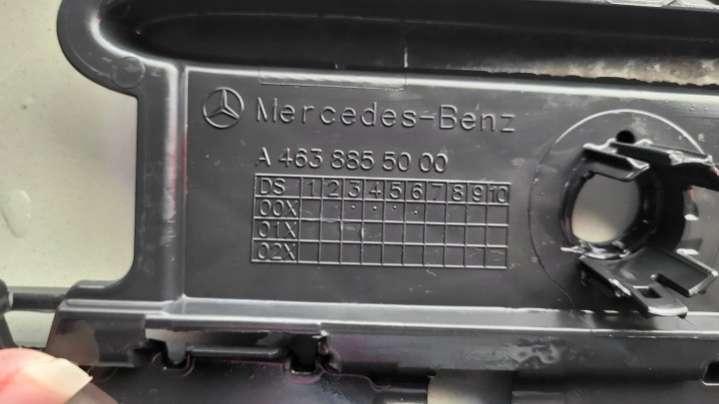 Mercedes-Benz
A 463 885 50 00
DS 1 2 3 4 5 6 7 8 9 10
00X
01X
02X